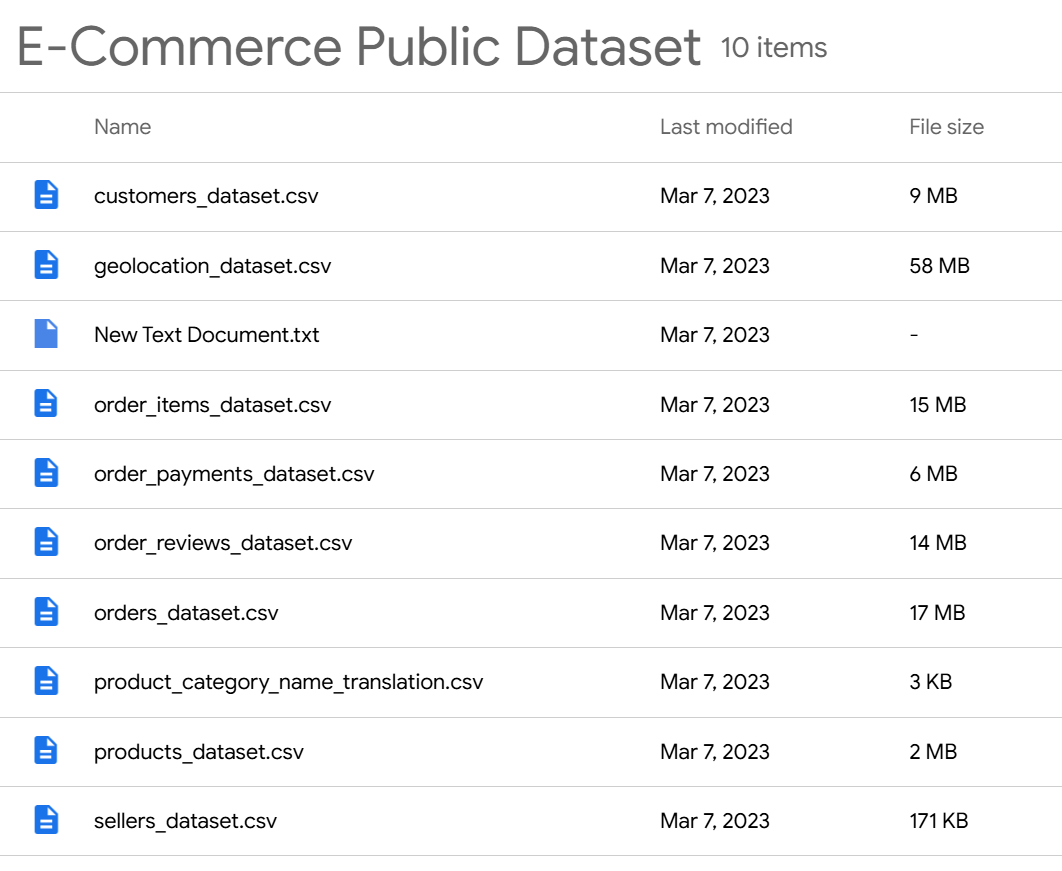 E-Commerce Public Dataset 10 items
Name Last modified File size
customers_dataset.csv Mar 7, 2023 9 MB
geolocation_dataset.csv Mar 7, 2023 58 MB
New Text Document.txt Mar 7, 2023 -
order_items_dataset.csv Mar 7, 2023 15 MB
order_payments_dataset.csv Mar 7, 2023 6 MB
order_reviews_dataset.csv Mar 7, 2023 14 MB
orders_dataset.csv Mar 7, 2023 17 MB
product_category_name_translation.csv Mar 7, 2023 3 KB
products_dataset.csv Mar 7, 2023 2 MB
sellers_dataset.csv Mar 7, 2023 171 KB